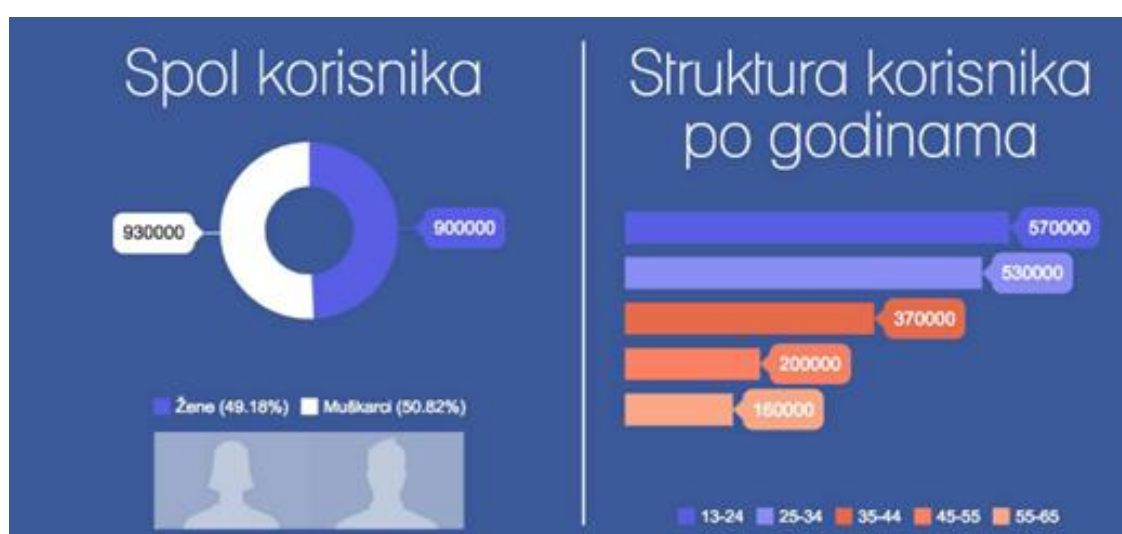 Spol korisnika
930000
900000
Žene (49.18%) Muškarci (50.82%)
Struktura korisnika
po godinama
570000
530000
370000
200000
160000
13-24 25-34 35-44 45-55 55-65